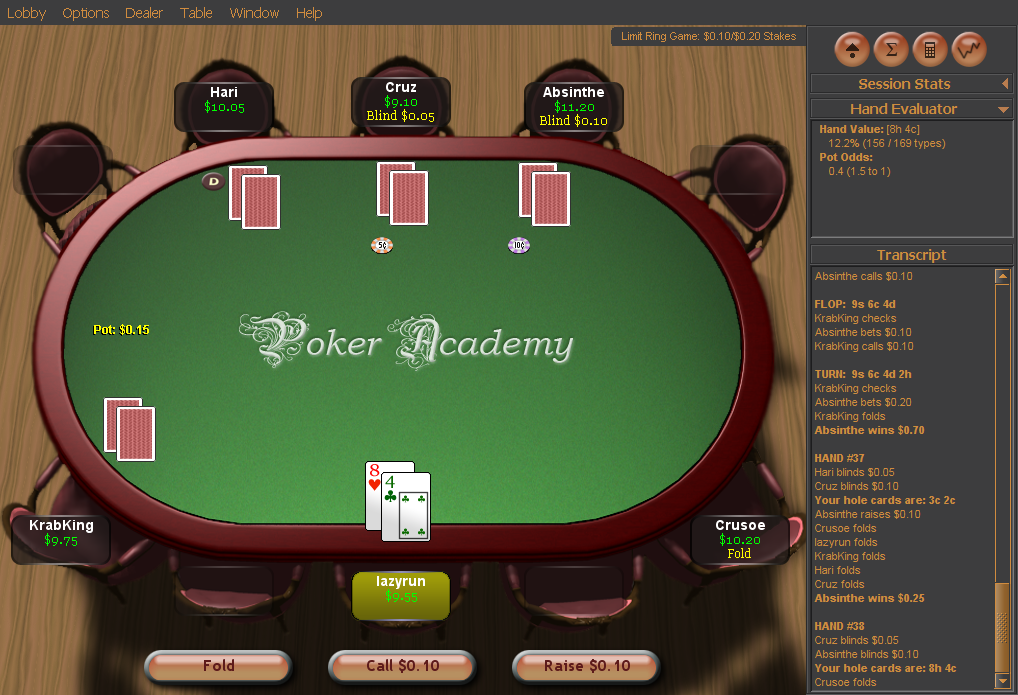 Lobby Options Dealer Table Window Help
Limit Ring Game: $0.10/$0.20 Stakes
Hari
$10.05
Cruz
$9.10
Blind $0.05
Absinthe
$11.20
Blind $0.10
D
5¢
10¢
Pot: $0.15
Poker Academy
8
4
KrabKing
$9.75
lazyrun
$9.55
Crusoe
$10.20
Fold
Fold
Call $0.10
Raise $0.10
Σ
Session Stats
Hand Evaluator
Hand Value: [8h 4c]
12.2% (156 / 169 types)
Pot Odds:
0.4 (1.5 to 1)
Transcript
Absinthe calls $0.10
FLOP: 9s 6c 4d
KrabKing checks
Absinthe bets $0.10
KrabKing calls $0.10
TURN: 9s 6c 4d 2h
KrabKing checks
Absinthe bets $0.20
KrabKing folds
Absinthe wins $0.70
HAND #37
Hari blinds $0.05
Cruz blinds $0.10
Your hole cards are: 3c 2c
Absinthe raises $0.10
Crusoe folds
lazyrun folds
KrabKing folds
Hari folds
Cruz folds
Absinthe wins $0.25
HAND #38
Cruz blinds $0.05
Absinthe blinds $0.10
Your hole cards are: 8h 4c
Crusoe folds